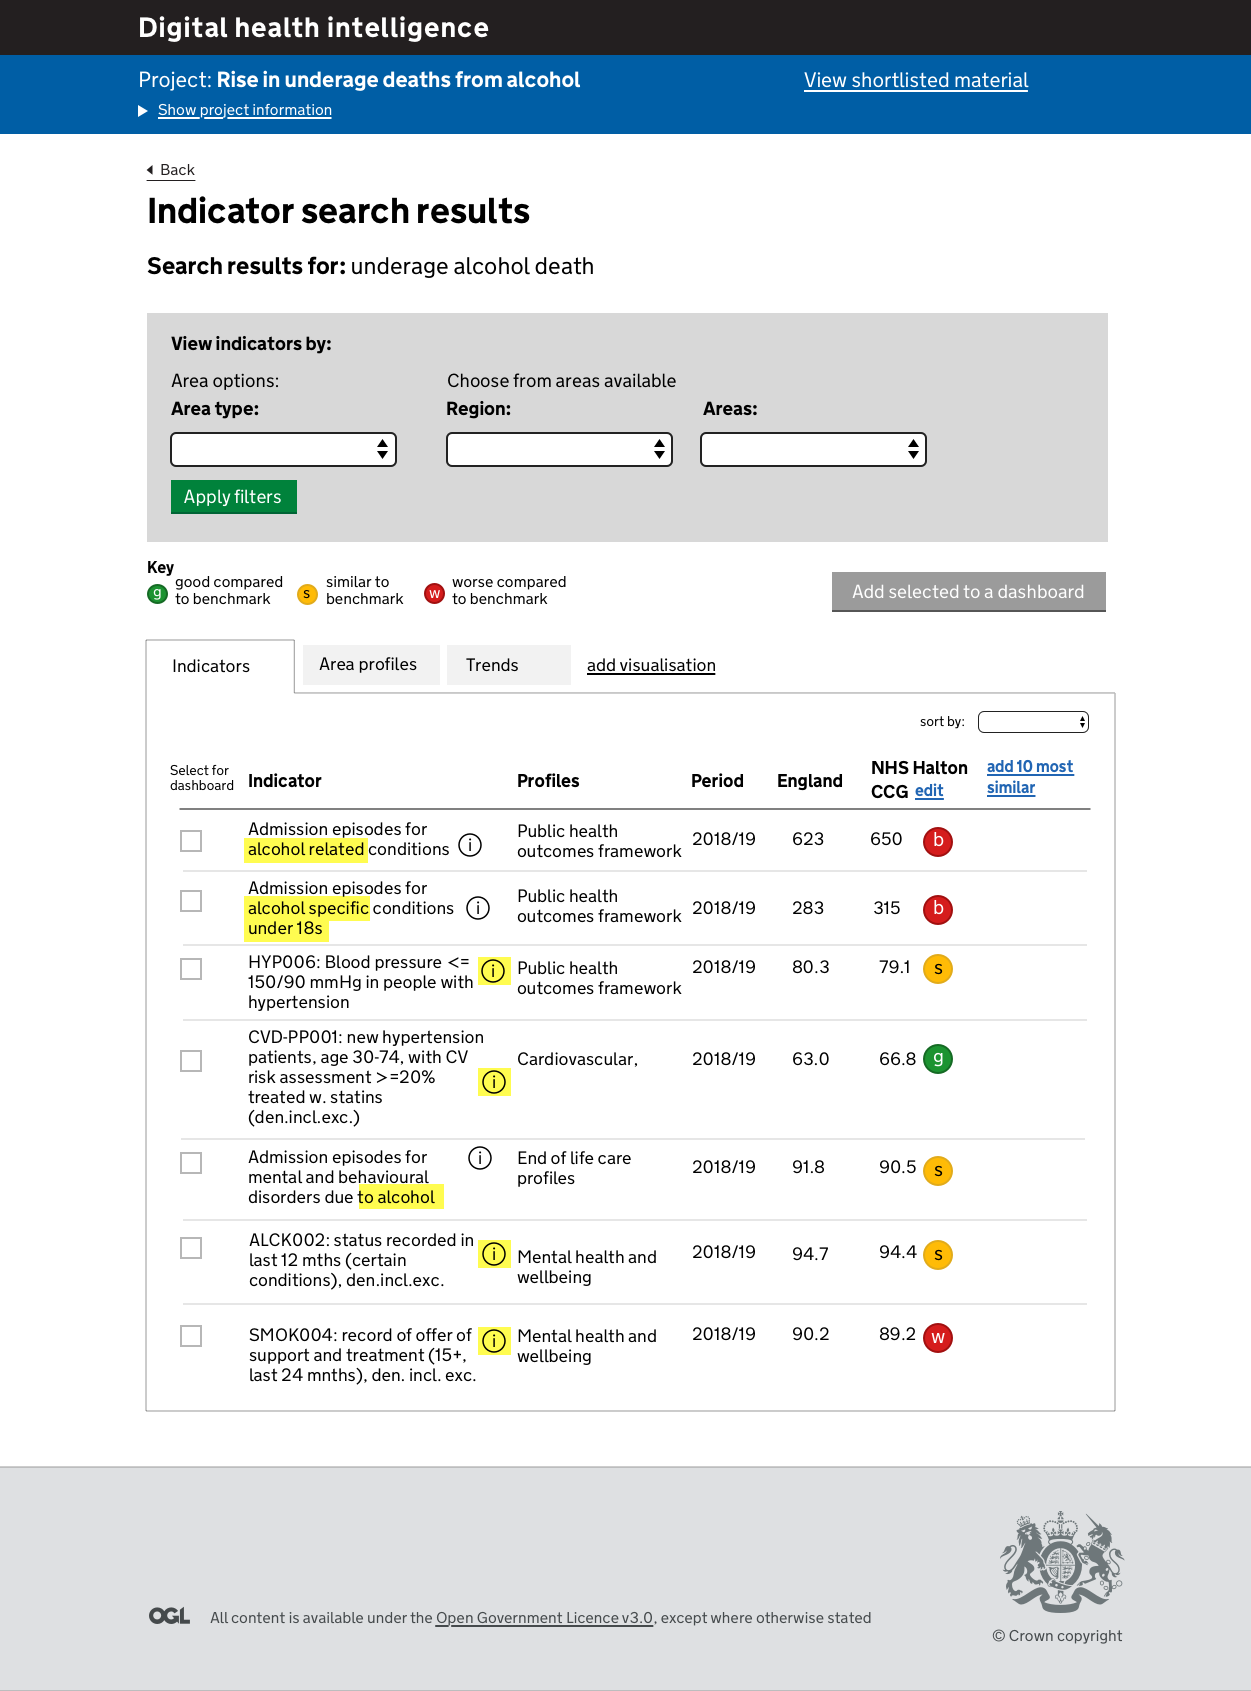 Digital health intelligence
Project: Rise in underage deaths from alcohol
View shortlisted material
Show project information
Back
Indicator search results
Search results for: underage alcohol death
View indicators by:
Area options:
Choose from areas available
Area type:
Region:
Areas:
Apply filters
Key
g good compared
to benchmark
s similar to
benchmark
w worse compared
to benchmark
Add selected to a dashboard
Indicators
Area profiles
Trends
add visualisation
sort by:
Select for
dashboard
Indicator
Profiles
Period
England
NHS Halton
CCG edit
add 10 most
similar
Admission episodes for
alcohol related conditions
i
Public health
outcomes framework
2018/19
623
650
b
Admission episodes for
alcohol specific conditions
under 18s
i
Public health
outcomes framework
2018/19
283
315
b
HYP006: Blood pressure <=
150/90 mmHg in people with
hypertension
i
Public health
outcomes framework
2018/19
80.3
79.1
s
CVD-PP001: new hypertension
patients, age 30-74, with CV
risk assessment >=20%
treated w. statins
(den.incl.exc.)
i
Cardiovascular,
2018/19
63.0
66.8
g
Admission episodes for
mental and behavioural
disorders due to alcohol
i
End of life care
profiles
2018/19
91.8
90.5
s
ALCK002: status recorded in
last 12 mths (certain
conditions), den.incl.exc.
i
Mental health and
wellbeing
2018/19
94.7
94.4
s
SMOK004: record of offer of
support and treatment (15+,
last 24 mnths), den. incl. exc.
i
Mental health and
wellbeing
2018/19
90.2
89.2
w
OGL
All content is available under the Open Government Licence v3.0, except where otherwise stated
© Crown copyright